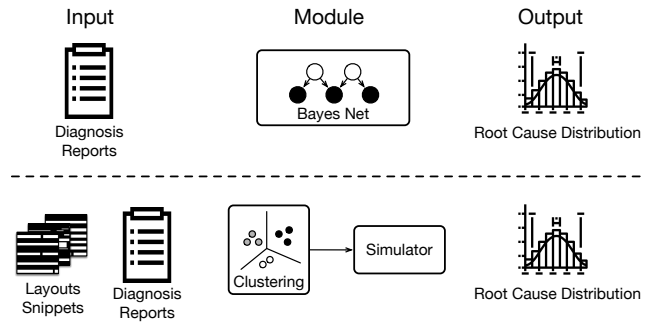 Input Module Output
Diagnosis
Reports
Bayes Net
Root Cause Distribution
Layouts
Snippets
Diagnosis
Reports
Clustering
Simulator
Root Cause Distribution